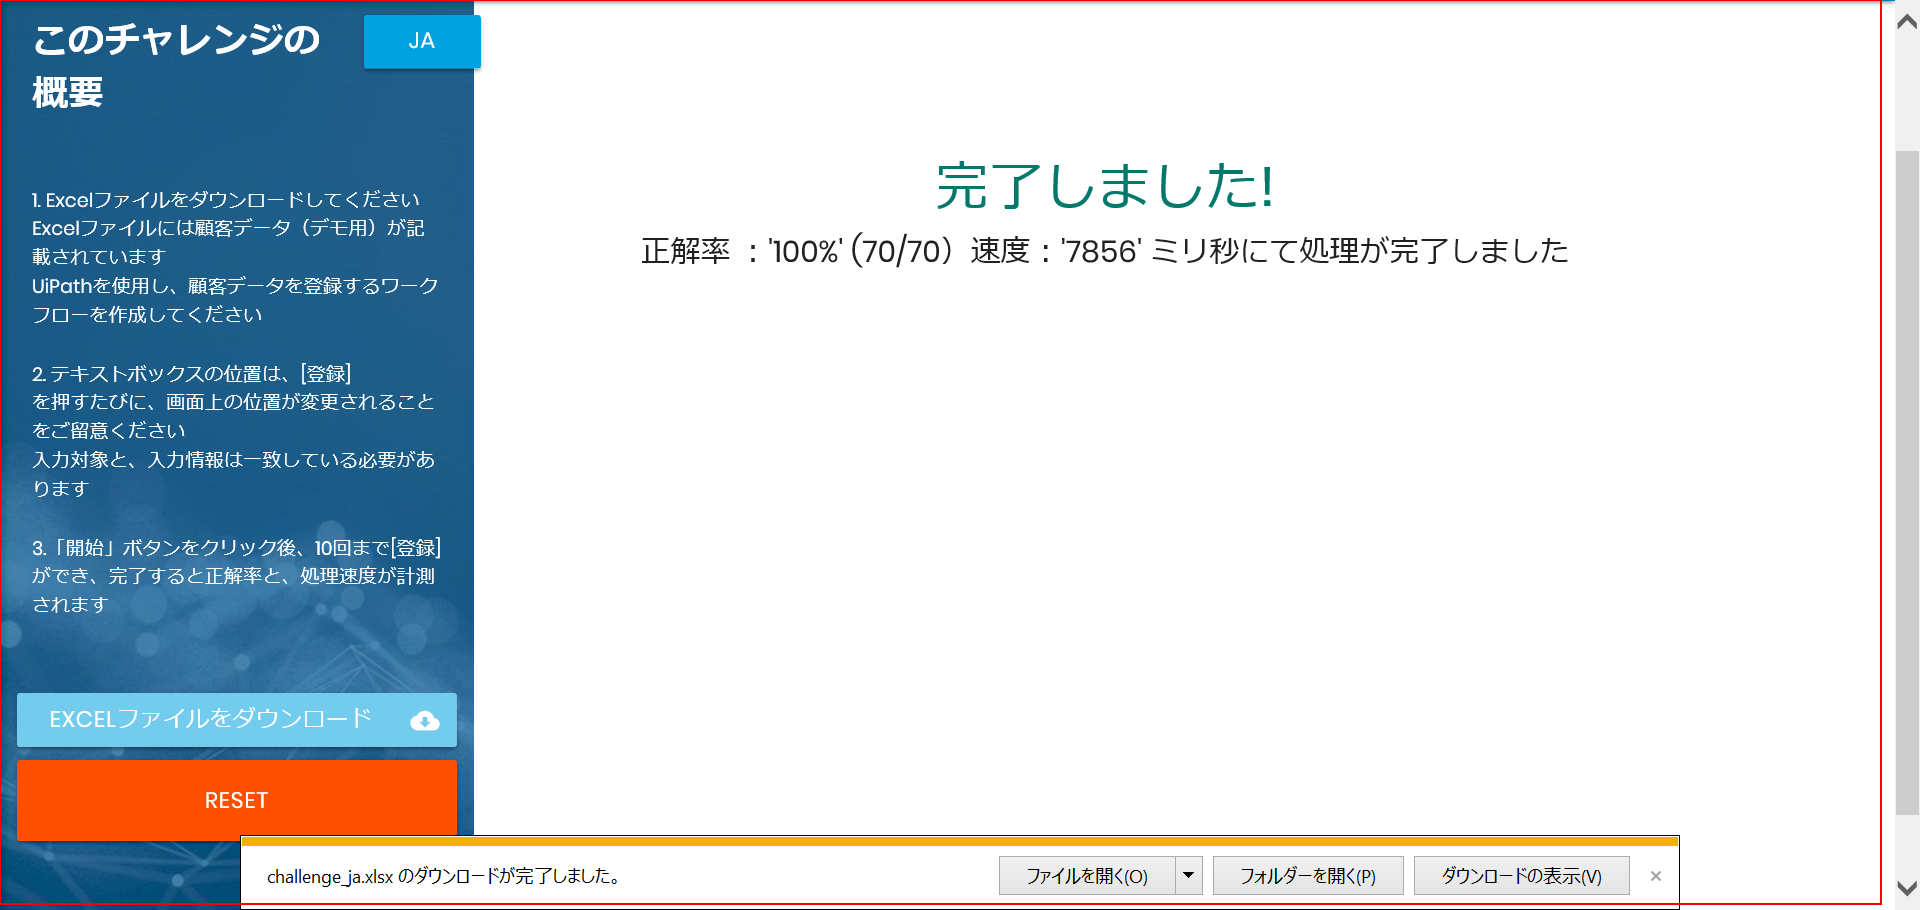 このチャレンジの
概要
JA
1. Excelファイルをダウンロードしてください
Excelファイルには顧客データ（デモ用）が記
載されています
UiPathを使用し、顧客データを登録するワーク
フローを作成してください
2. テキストボックスの位置は、[登録]
を押すたびに、画面上の位置が変更されること
をご留意ください
入力対象と、入力情報は一致している必要があ
ります
3.「開始」ボタンをクリック後、10回まで[登録]
ができ、完了すると正解率と、処理速度が計測
されます
EXCELファイルをダウンロード
RESET
完了しました!
正解率 ：'100%' (70/70）速度：'7856' ミリ秒にて処理が完了しました
challenge_ja.xlsx のダウンロードが完了しました。
ファイルを開く(O)
フォルダーを開く(P)
ダウンロードの表示(V)